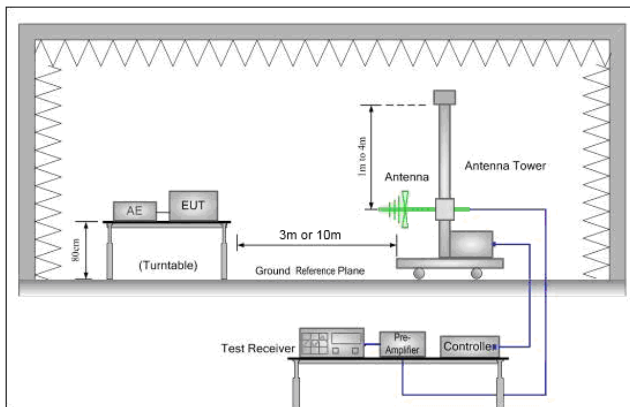 1m to 4m
Antenna
Antenna Tower
AE
EUT
80cm
(Turntable)
3m or 10m
Ground Reference Plane
Test Receiver
Pre-
Amplifier
Controlle